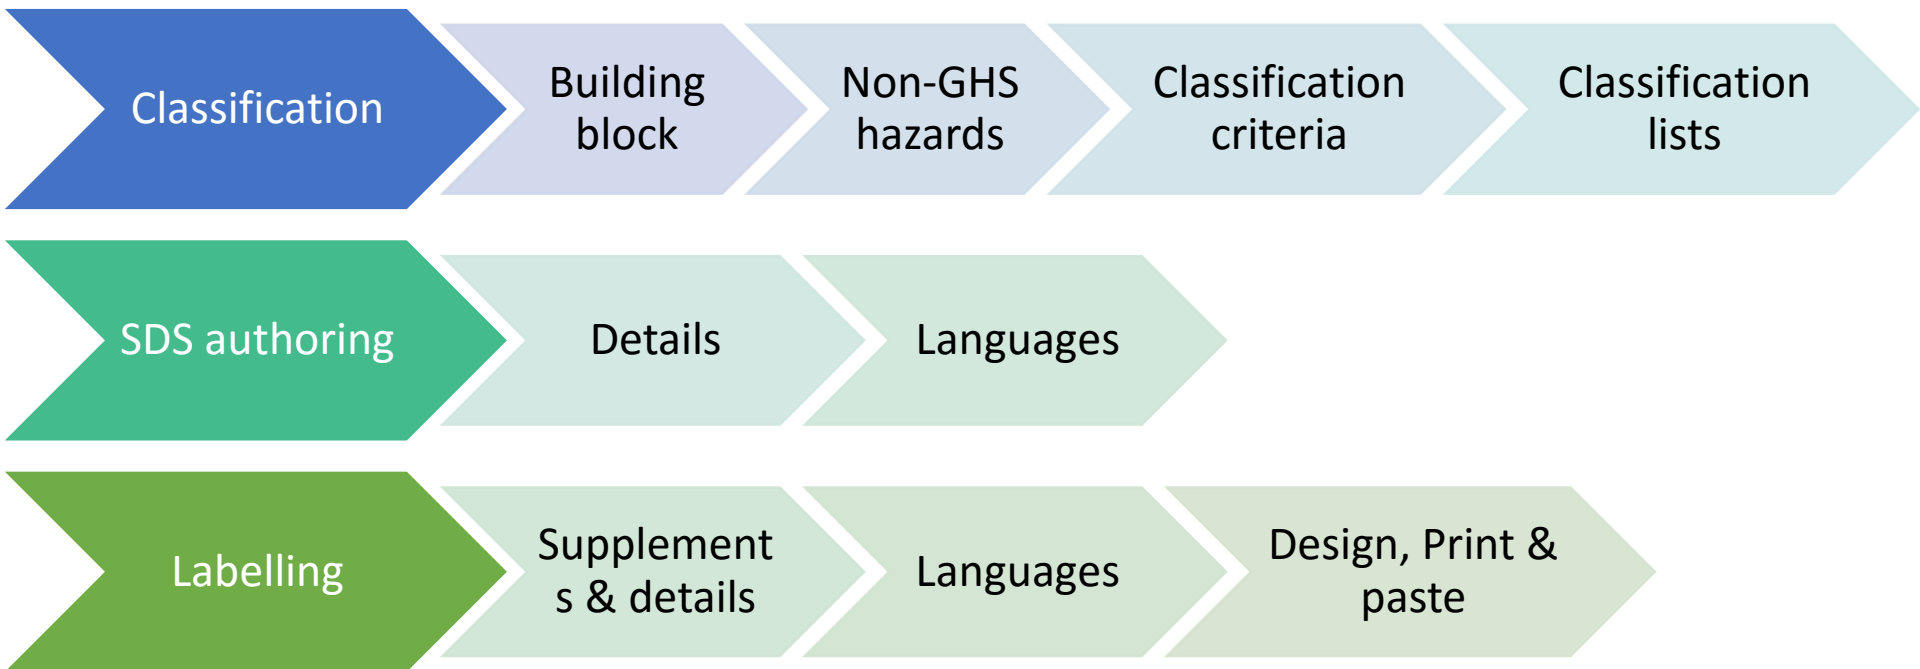 Classification
Building
block
Non-GHS
hazards
Classification
criteria
Classification
lists
SDS authoring
Details
Languages
Labelling
Supplement
s & details
Languages
Design, Print &
paste